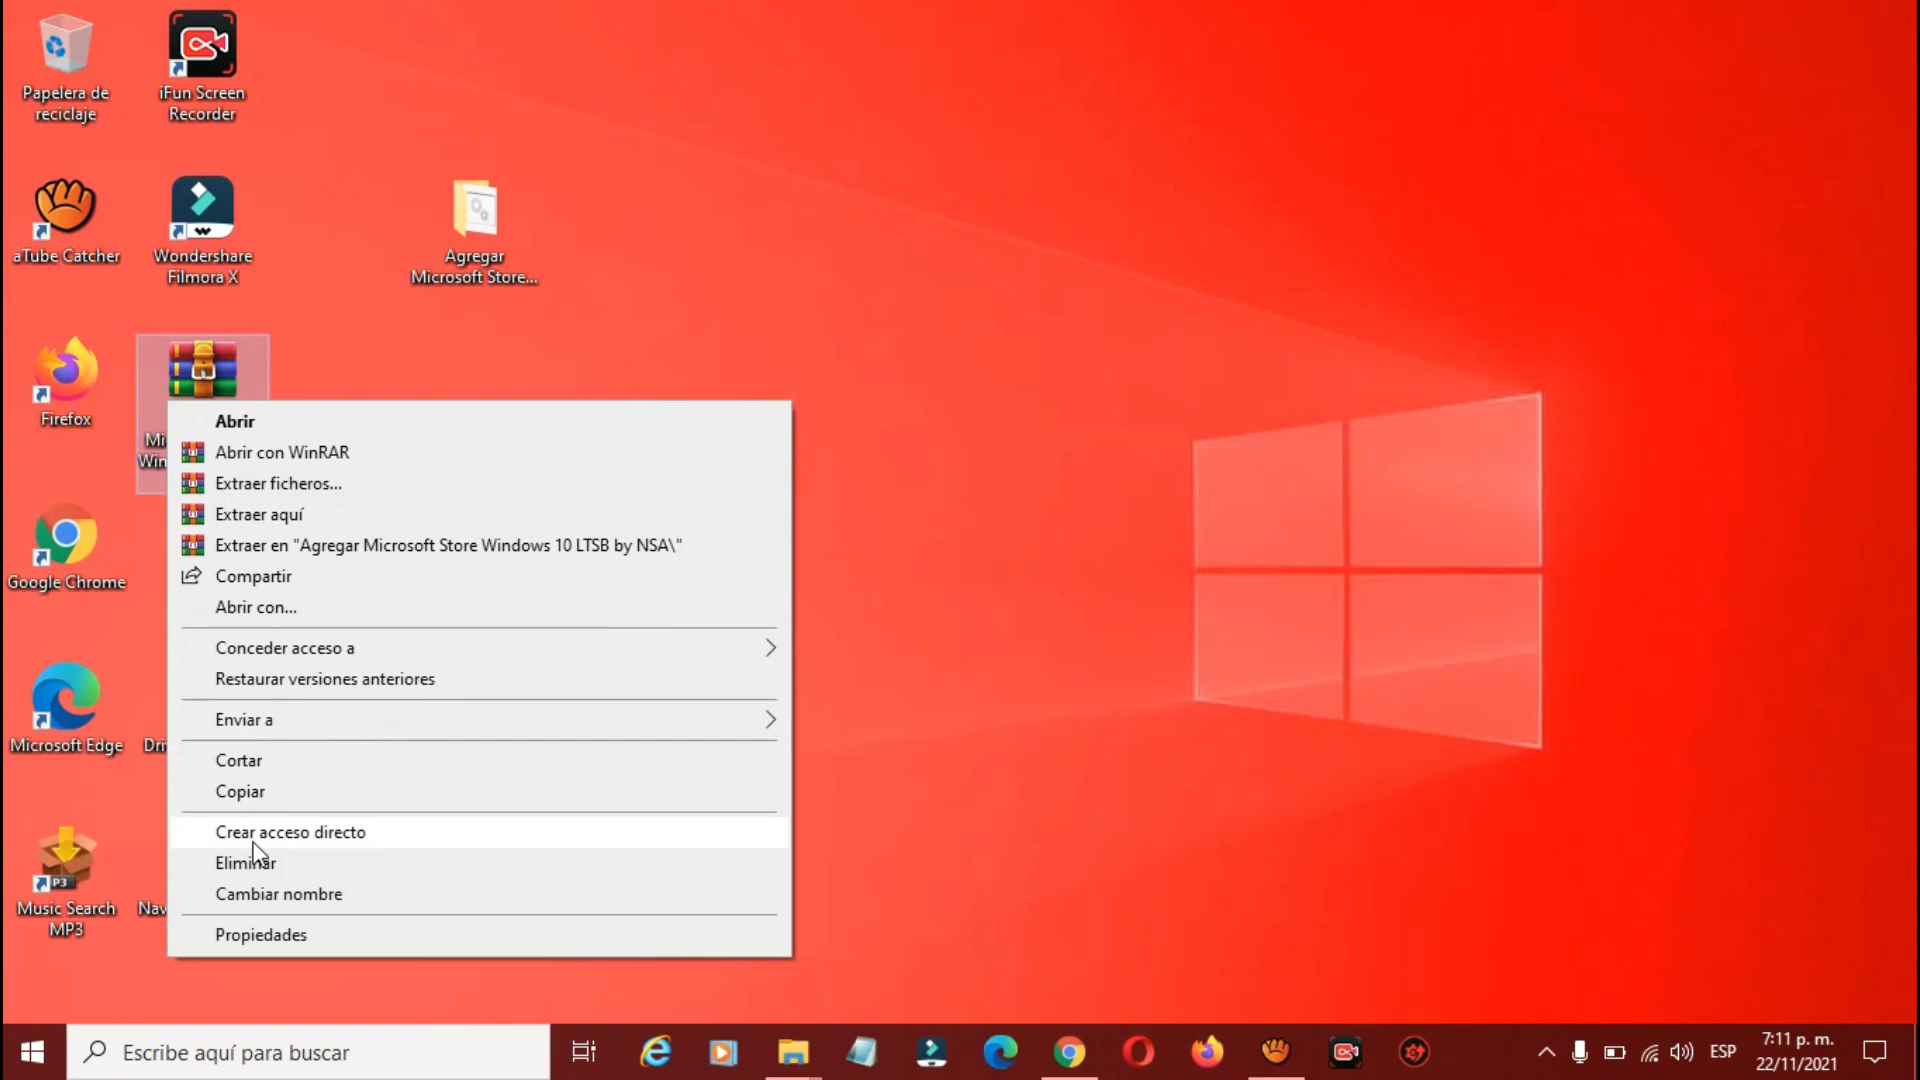 Papelera de
reciclaje
iFun Screen
Recorder
aTube Catcher
Wondershare
Filmora X
Agregar
Microsoft Store...
Firefox
Google Chrome
Microsoft Edge
Music Search
MP3
P3
Abrir
Abrir con WinRAR
Extraer ficheros...
Extraer aquí
Extraer en "Agregar Microsoft Store Windows 10 LTSB by NSA\"
Compartir
Abrir con...
Conceder acceso a
Restaurar versiones anteriores
Enviar a
Cortar
Copiar
Crear acceso directo
Eliminar
Cambiar nombre
Propiedades
Escribe aquí para buscar
ESP
7:11 p. m.
22/11/2021